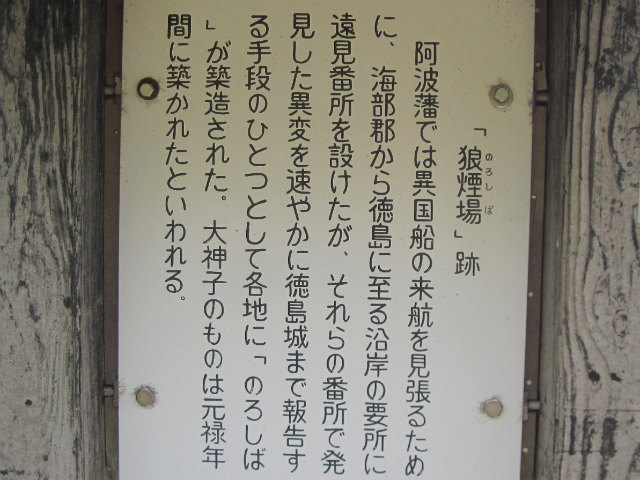 「狼煙場」跡
のろしば
阿波藩では異国船の来航を見張るため
に、海部郡から徳島に至る沿岸の要所に
遠見番所を設けたが、それらの番所で発
見した異変を速やかに徳島城まで報告す
る手段のひとつとして各地に「のろしば
」が築造された。大神子のものは元禄年
間に築かれたといわれる。